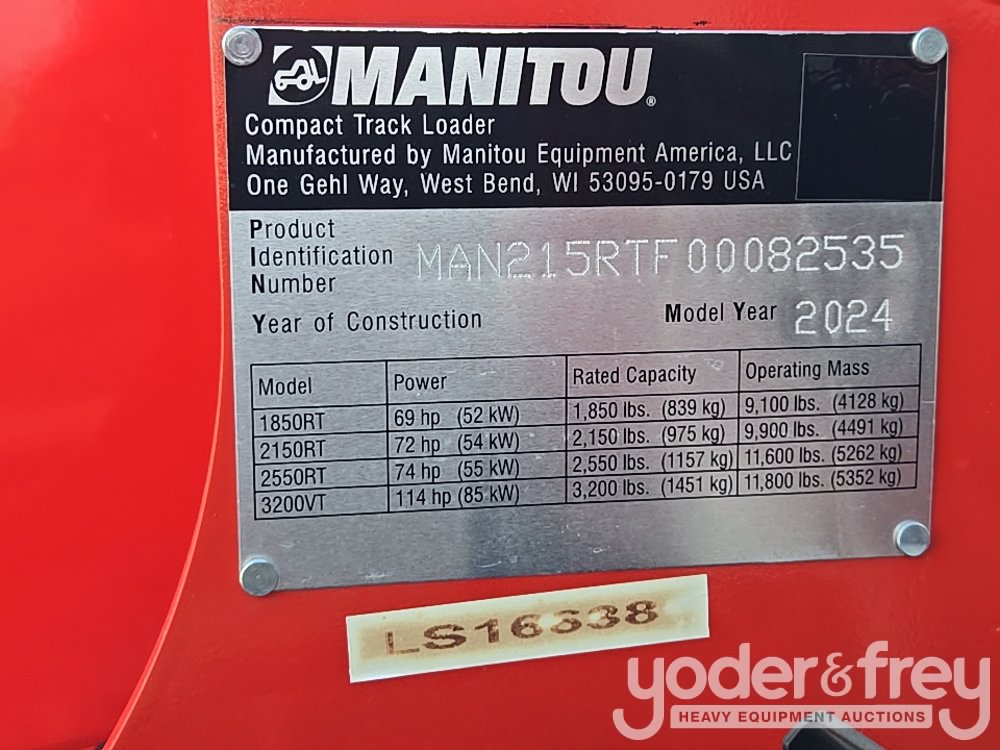 MANITOU®
Compact Track Loader
Manufactured by Manitou Equipment America, LLC
One Gehl Way, West Bend, WI 53095-0179 USA
Product
Identification MAN215RTF00082535
Number
Year of Construction Model Year 2024
Model Power Rated Capacity Operating Mass
1850RT 69 hp (52 kW) 1,850 lbs. (839 kg) 9,100 lbs. (4128 kg)
2150RT 72 hp (54 kW) 2,150 lbs. (975 kg) 9,900 lbs. (4491 kg)
2550RT 74 hp (55 kW) 2,550 lbs. (1157 kg) 11,600 lbs. (5262 kg)
3200VT 114 hp (85 kW) 3,200 lbs. (1451 kg) 11,800 lbs. (5352 kg)
LS16638
yoder&frey
HEAVY EQUIPMENT AUCTIONS